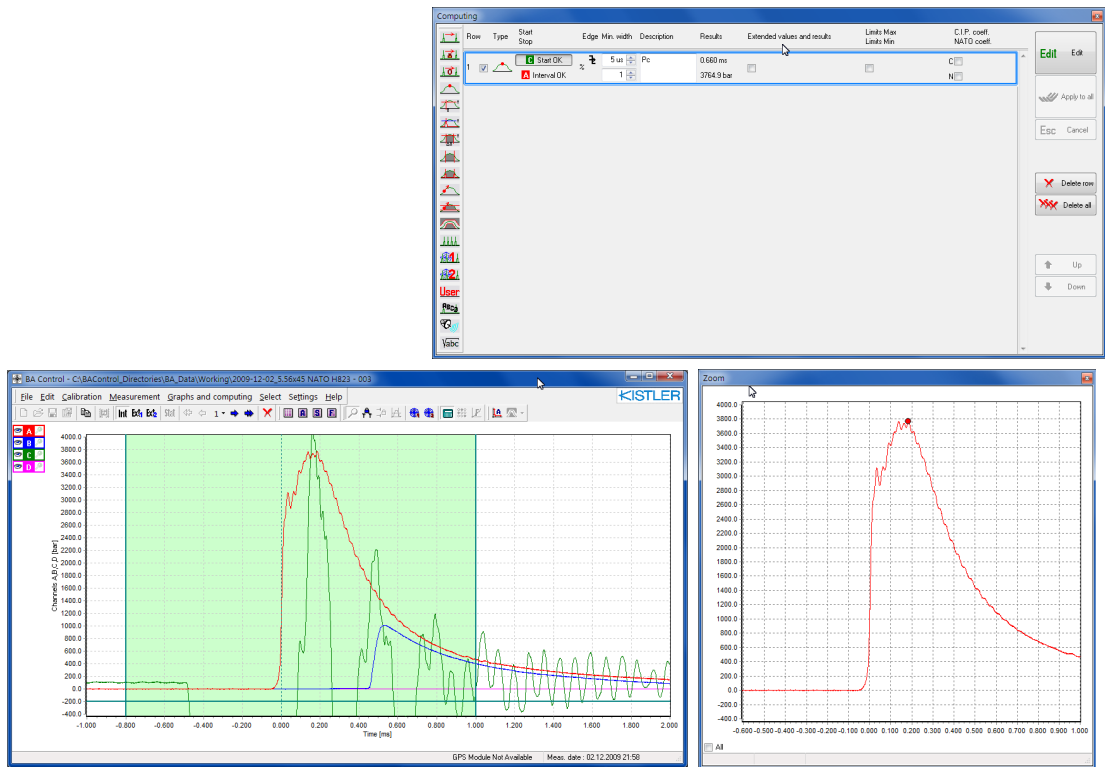 Computing
Row Type Start Stop Edge Min. width Description Results Extended values and results Limits Max Limits Min C.I.P. coeff. NATO coeff.
1 C Start OK % 5 us Pc 0.660 ms C
A Interval OK 1 3764.9 bar N
Edit Edit
Apply to all
Esc Cancel
Delete row
Delete all
Up
Down
1
2
User
Abcd
√abc
BA Control - C:\BAControl_Directories\BA_Data\Working\2009-12-02_5.56x45 NATO H823 - 003
File Edit Calibration Measurement Graphs and computing Select Settings Help
KISTLER
Int Ext1 Ext2 1 A S F
A
B
C
D
4000.0
3800.0
3600.0
3400.0
3200.0
3000.0
2800.0
2600.0
2400.0
2200.0
2000.0
1800.0
1600.0
1400.0
1200.0
1000.0
800.0
600.0
400.0
200.0
0.0
-200.0
-400.0
Channels A,B,C,D [bar]
-1.000 -0.800 -0.600 -0.400 -0.200 0.000 0.200 0.400 0.600 0.800 1.000 1.200 1.400 1.600 1.800 2.000
Time [ms]
GPS Module Not Available Meas. date : 02.12.2009 21:58
Zoom
4000.0
3800.0
3600.0
3400.0
3200.0
3000.0
2800.0
2600.0
2400.0
2200.0
2000.0
1800.0
1600.0
1400.0
1200.0
1000.0
800.0
600.0
400.0
200.0
0.0
-200.0
-400.0
-0.600 -0.500 -0.400 -0.300 -0.200 -0.100 0.000 0.100 0.200 0.300 0.400 0.500 0.600 0.700 0.800 0.900 1.000
All